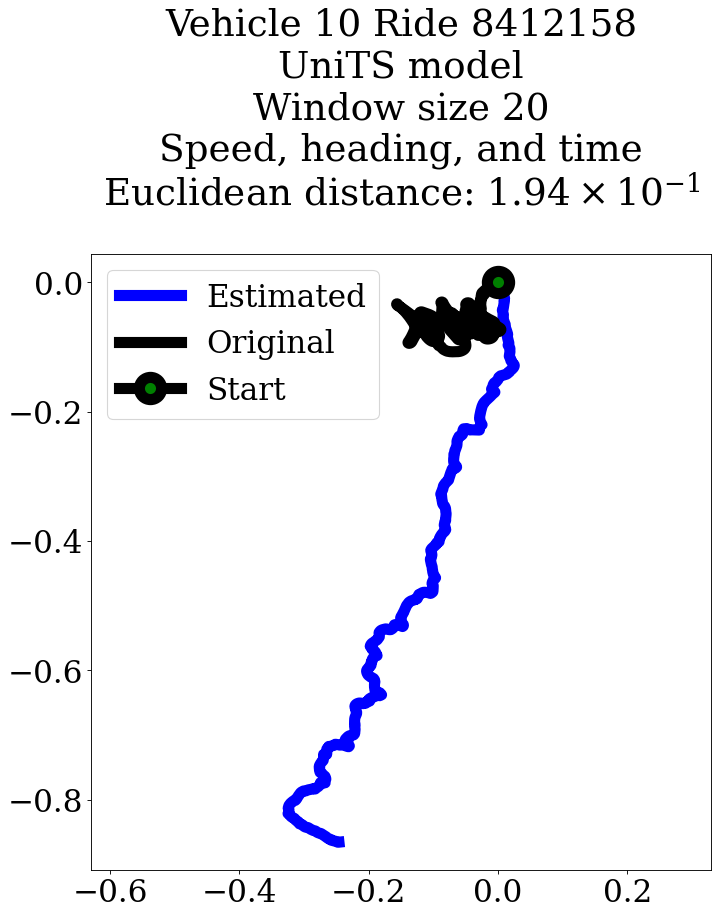 Vehicle 10 Ride 8412158
UniTS model
Window size 20
Speed, heading, and time
Euclidean distance: 1.94 × 10⁻¹
Estimated
Original
Start
0.0
−0.2
−0.4
−0.6
−0.8
−0.6 −0.4 −0.2 0.0 0.2